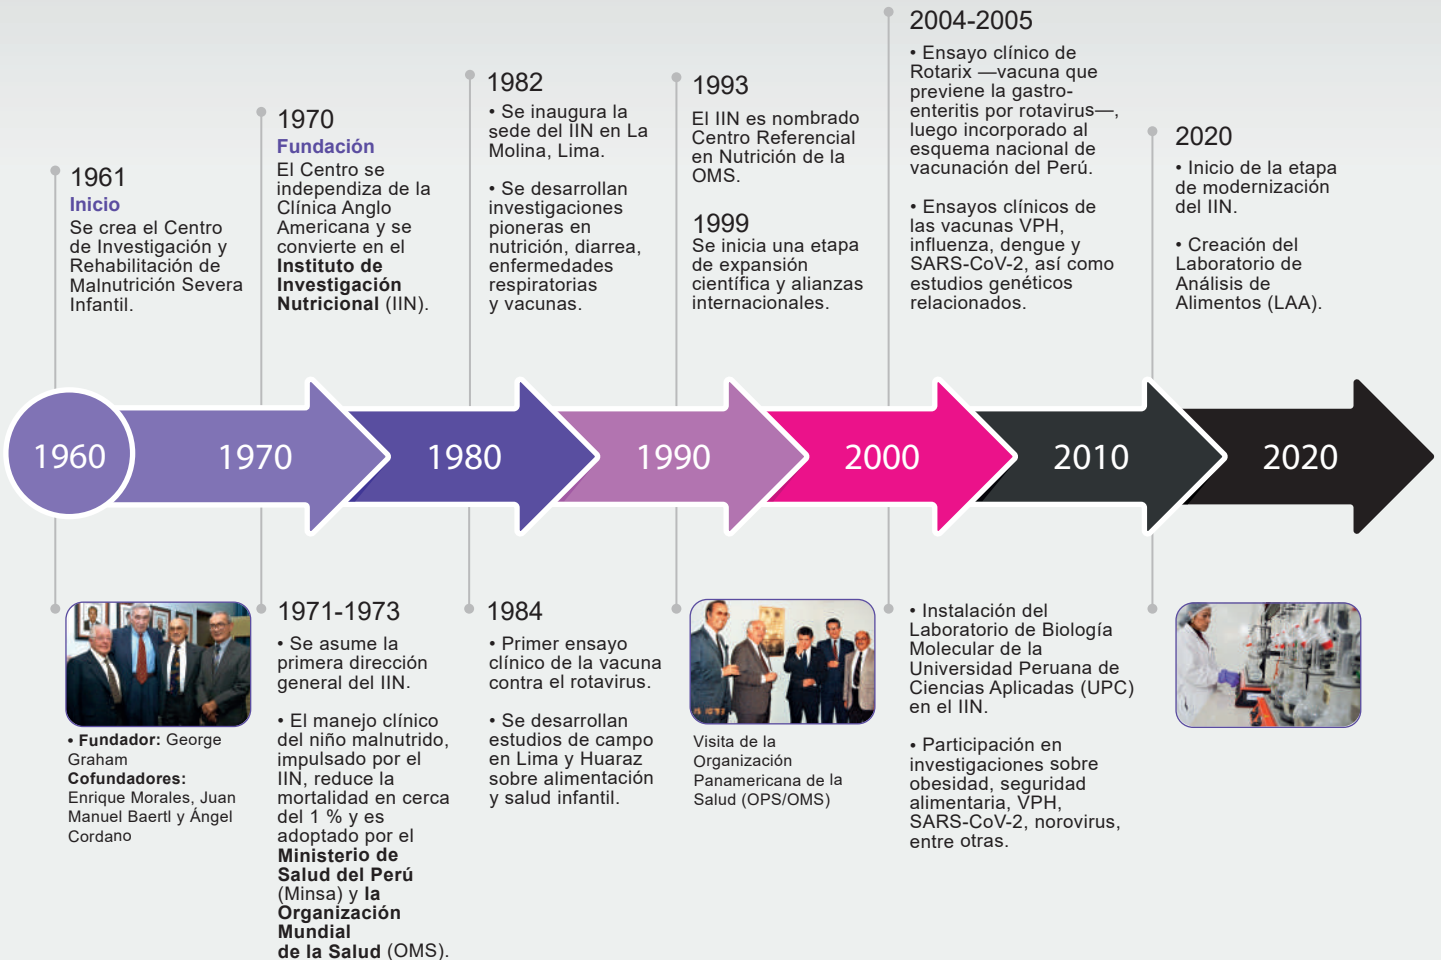 1961
Inicio
Se crea el Centro
de Investigación y
Rehabilitación de
Malnutrición Severa
Infantil.
1970
Fundación
El Centro se
independiza de la
Clínica Anglo
Americana y se
convierte en el
Instituto de
Investigación
Nutricional (IIN).
1982
• Se inaugura la
sede del IIN en La
Molina, Lima.
• Se desarrollan
investigaciones
pioneras en
nutrición, diarrea,
enfermedades
respiratorias
y vacunas.
1993
El IIN es nombrado
Centro Referencial
en Nutrición de la
OMS.
1999
Se inicia una etapa
de expansión
científica y alianzas
internacionales.
2004-2005
• Ensayo clínico de
Rotarix —vacuna que
previene la gastro-
enteritis por rotavirus—,
luego incorporado al
esquema nacional de
vacunación del Perú.
• Ensayos clínicos de
las vacunas VPH,
influenza, dengue y
SARS-CoV-2, así como
estudios genéticos
relacionados.
2020
• Inicio de la etapa
de modernización
del IIN.
• Creación del
Laboratorio de
Análisis de
Alimentos (LAA).
1960
1970
1980
1990
2000
2010
2020
• Fundador: George
Graham
Cofundadores:
Enrique Morales, Juan
Manuel Baertl y Ángel
Cordano
1971-1973
• Se asume la
primera dirección
general del IIN.
• El manejo clínico
del niño malnutrido,
impulsado por el
IIN, reduce la
mortalidad en cerca
del 1 % y es
adoptado por el
Ministerio de
Salud del Perú
(Minsa) y la
Organización
Mundial
de la Salud (OMS).
1984
• Primer ensayo
clínico de la vacuna
contra el rotavirus.
• Se desarrollan
estudios de campo
en Lima y Huaraz
sobre alimentación
y salud infantil.
Visita de la
Organización
Panamericana de la
Salud (OPS/OMS)
• Instalación del
Laboratorio de Biología
Molecular de la
Universidad Peruana de
Ciencias Aplicadas (UPC)
en el IIN.
• Participación en
investigaciones sobre
obesidad, seguridad
alimentaria, VPH,
SARS-CoV-2, norovirus,
entre otras.